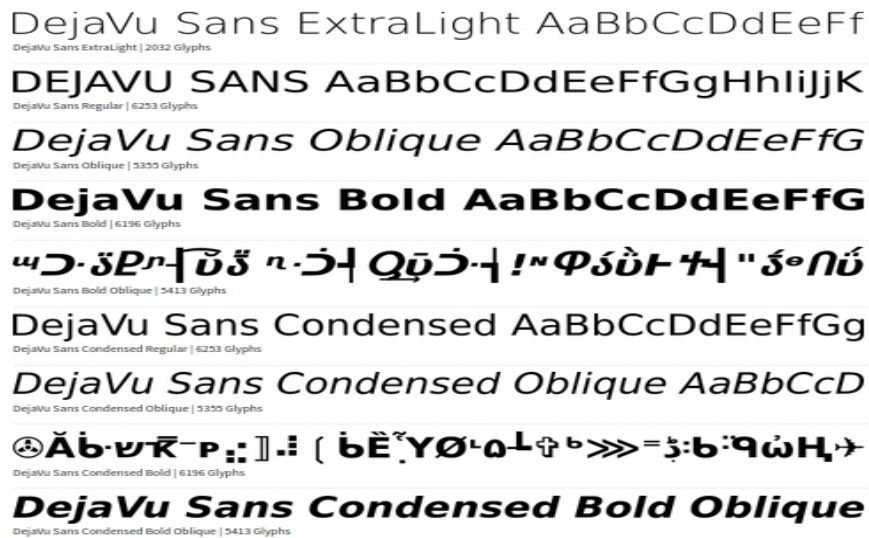 DejaVu Sans ExtraLight AaBbCcDdEeFf
DejaVu Sans ExtraLight | 2032 Glyphs
DEJAVU SANS AaBbCcDdEeFfGgHhIiJjK
DejaVu Sans Regular | 6253 Glyphs
DejaVu Sans Oblique AaBbCcDdEeFfG
DejaVu Sans Oblique | 5355 Glyphs
DejaVu Sans Bold AaBbCcDdEeFfG
DejaVu Sans Bold | 6196 Glyphs
DejaVu Sans Bold Oblique | 5413 Glyphs
DejaVu Sans Condensed AaBbCcDdEeFfGg
DejaVu Sans Condensed Regular | 6253 Glyphs
DejaVu Sans Condensed Oblique AaBbCcD
DejaVu Sans Condensed Oblique | 5355 Glyphs
DejaVu Sans Condensed Bold | 6196 Glyphs
DejaVu Sans Condensed Bold Oblique
DejaVu Sans Condensed Bold Oblique | 5413 Glyphs